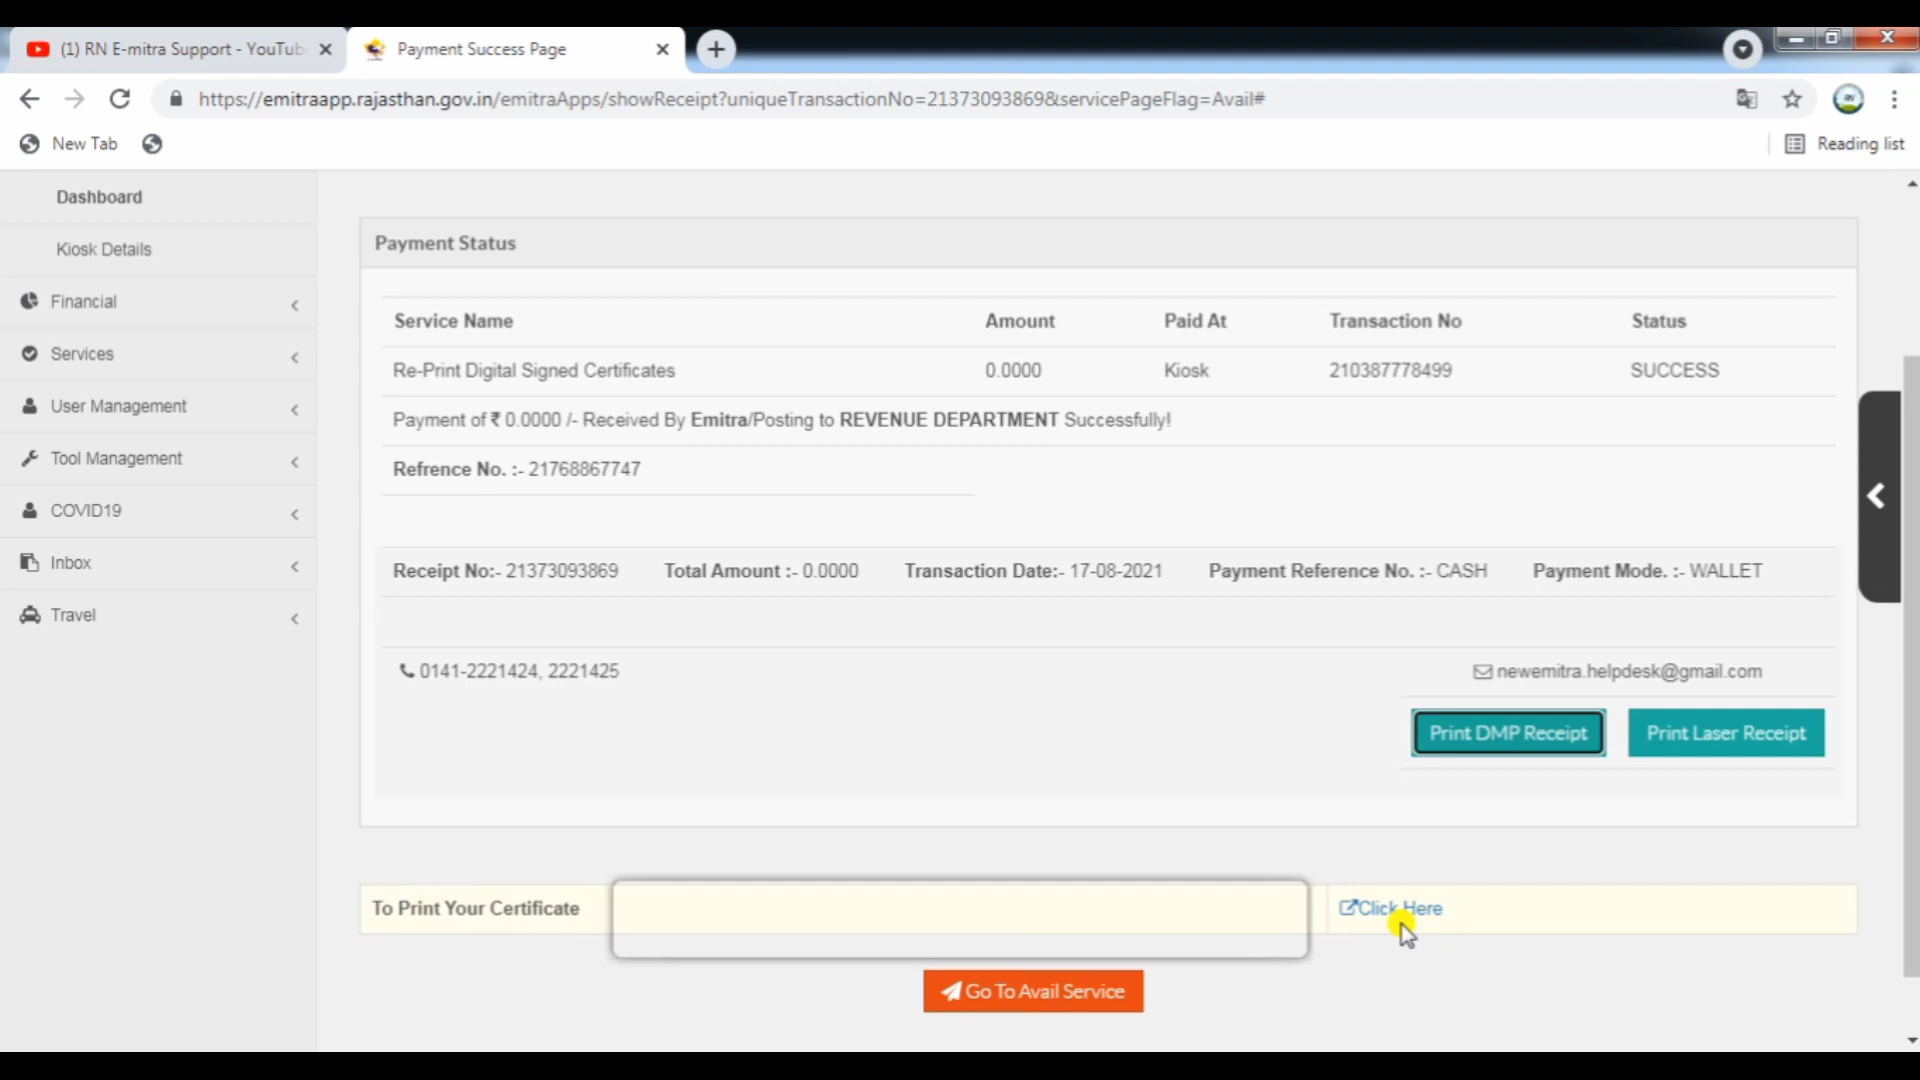 (1) RN E-mitra Support - YouTub
Payment Success Page
https://emitraapp.rajasthan.gov.in/emitraApps/showReceipt?uniqueTransactionNo=21373093869&servicePageFlag=Avail#
New Tab
Reading list
Dashboard
Kiosk Details
Financial
Services
User Management
Tool Management
COVID19
Inbox
Travel
Payment Status
Service Name Amount Paid At Transaction No Status
Re-Print Digital Signed Certificates 0.0000 Kiosk 210387778499 SUCCESS
Payment of ₹ 0.0000 /- Received By Emitra/Posting to REVENUE DEPARTMENT Successfully!
Refrence No. :- 21768867747
Receipt No:- 21373093869 Total Amount :- 0.0000 Transaction Date:- 17-08-2021 Payment Reference No. :- CASH Payment Mode. :- WALLET
0141-2221424, 2221425 newemitra.helpdesk@gmail.com
Print DMP Receipt Print Laser Receipt
To Print Your Certificate Click Here
Go To Avail Service